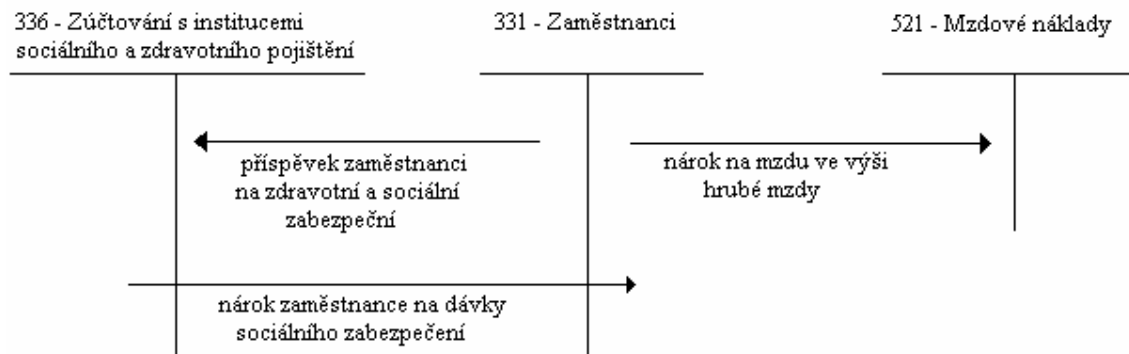 336 - Zúčtování s institucemi
sociálního a zdravotního pojištění
331 - Zaměstnanci
521 - Mzdové náklady
příspěvek zaměstnanci
na zdravotní a sociální
zabezpeční
nárok na mzdu ve výši
hrubé mzdy
nárok zaměstnance na dávky
sociálního zabezpečení